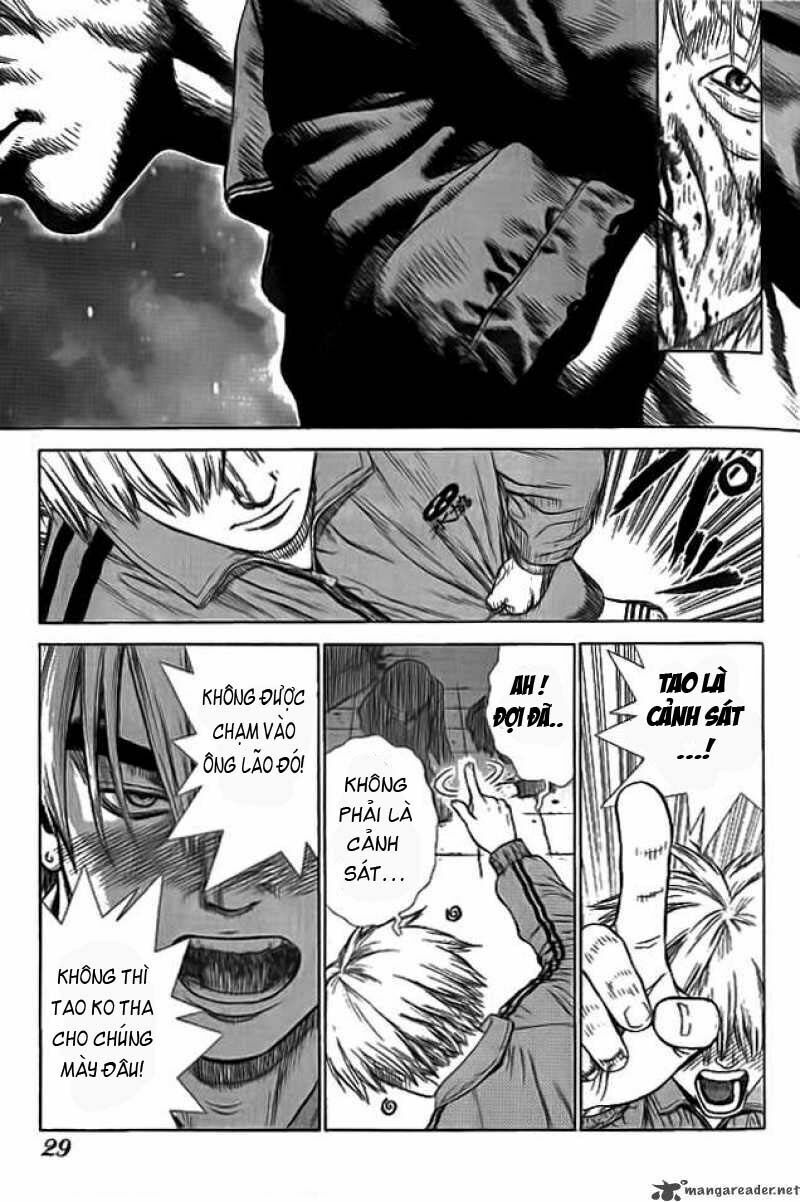 TAO LÀ
CẢNH SÁT
....!
AH !
ĐỢI ĐÃ..
KHÔNG
PHẢI LÀ
CẢNH
SÁT...
KHÔNG ĐƯỢC
CHẠM VÀO
ÔNG LÃO ĐÓ!
KHÔNG THÌ
TAO KO THA
CHO CHÚNG
MÀY ĐÂU!
29
mangareader.net